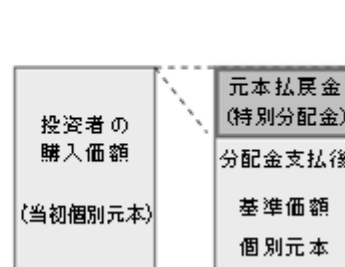 投資者の
購入価額
(当初個別元本)
元本払戻金
(特別分配金)
分配金支払後
基準価額
個別元本